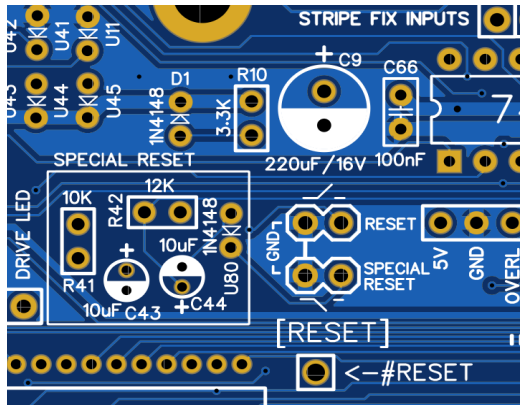 STRIPE FIX INPUTS
U42
U41
U11
U43
U44
U45
D1
1N4148
R10
3.3K
C9
220uF/16V
C66
100nF
7
SPECIAL RESET
10K
R41
R42
12K
1N4148
U80
10uF
C43
10uF
C44
DRIVE LED
GND
RESET
SPECIAL
RESET
5V
GND
OVERL
[RESET]
<-#RESET